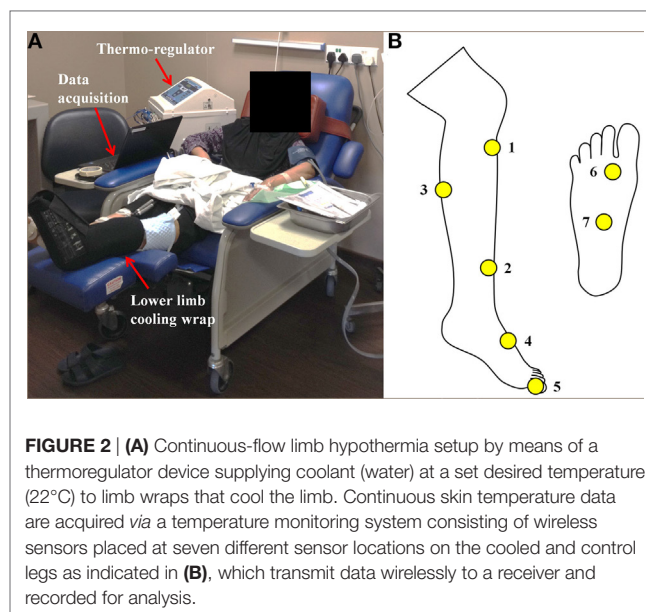 A
Thermo-regulator
Data
acquisition
Lower limb
cooling wrap
B
1
3
2
4
5
6
7
FIGURE 2 | (A) Continuous-flow limb hypothermia setup by means of a
thermoregulator device supplying coolant (water) at a set desired temperature
(22°C) to limb wraps that cool the limb. Continuous skin temperature data
are acquired via a temperature monitoring system consisting of wireless
sensors placed at seven different sensor locations on the cooled and control
legs as indicated in (B), which transmit data wirelessly to a receiver and
recorded for analysis.